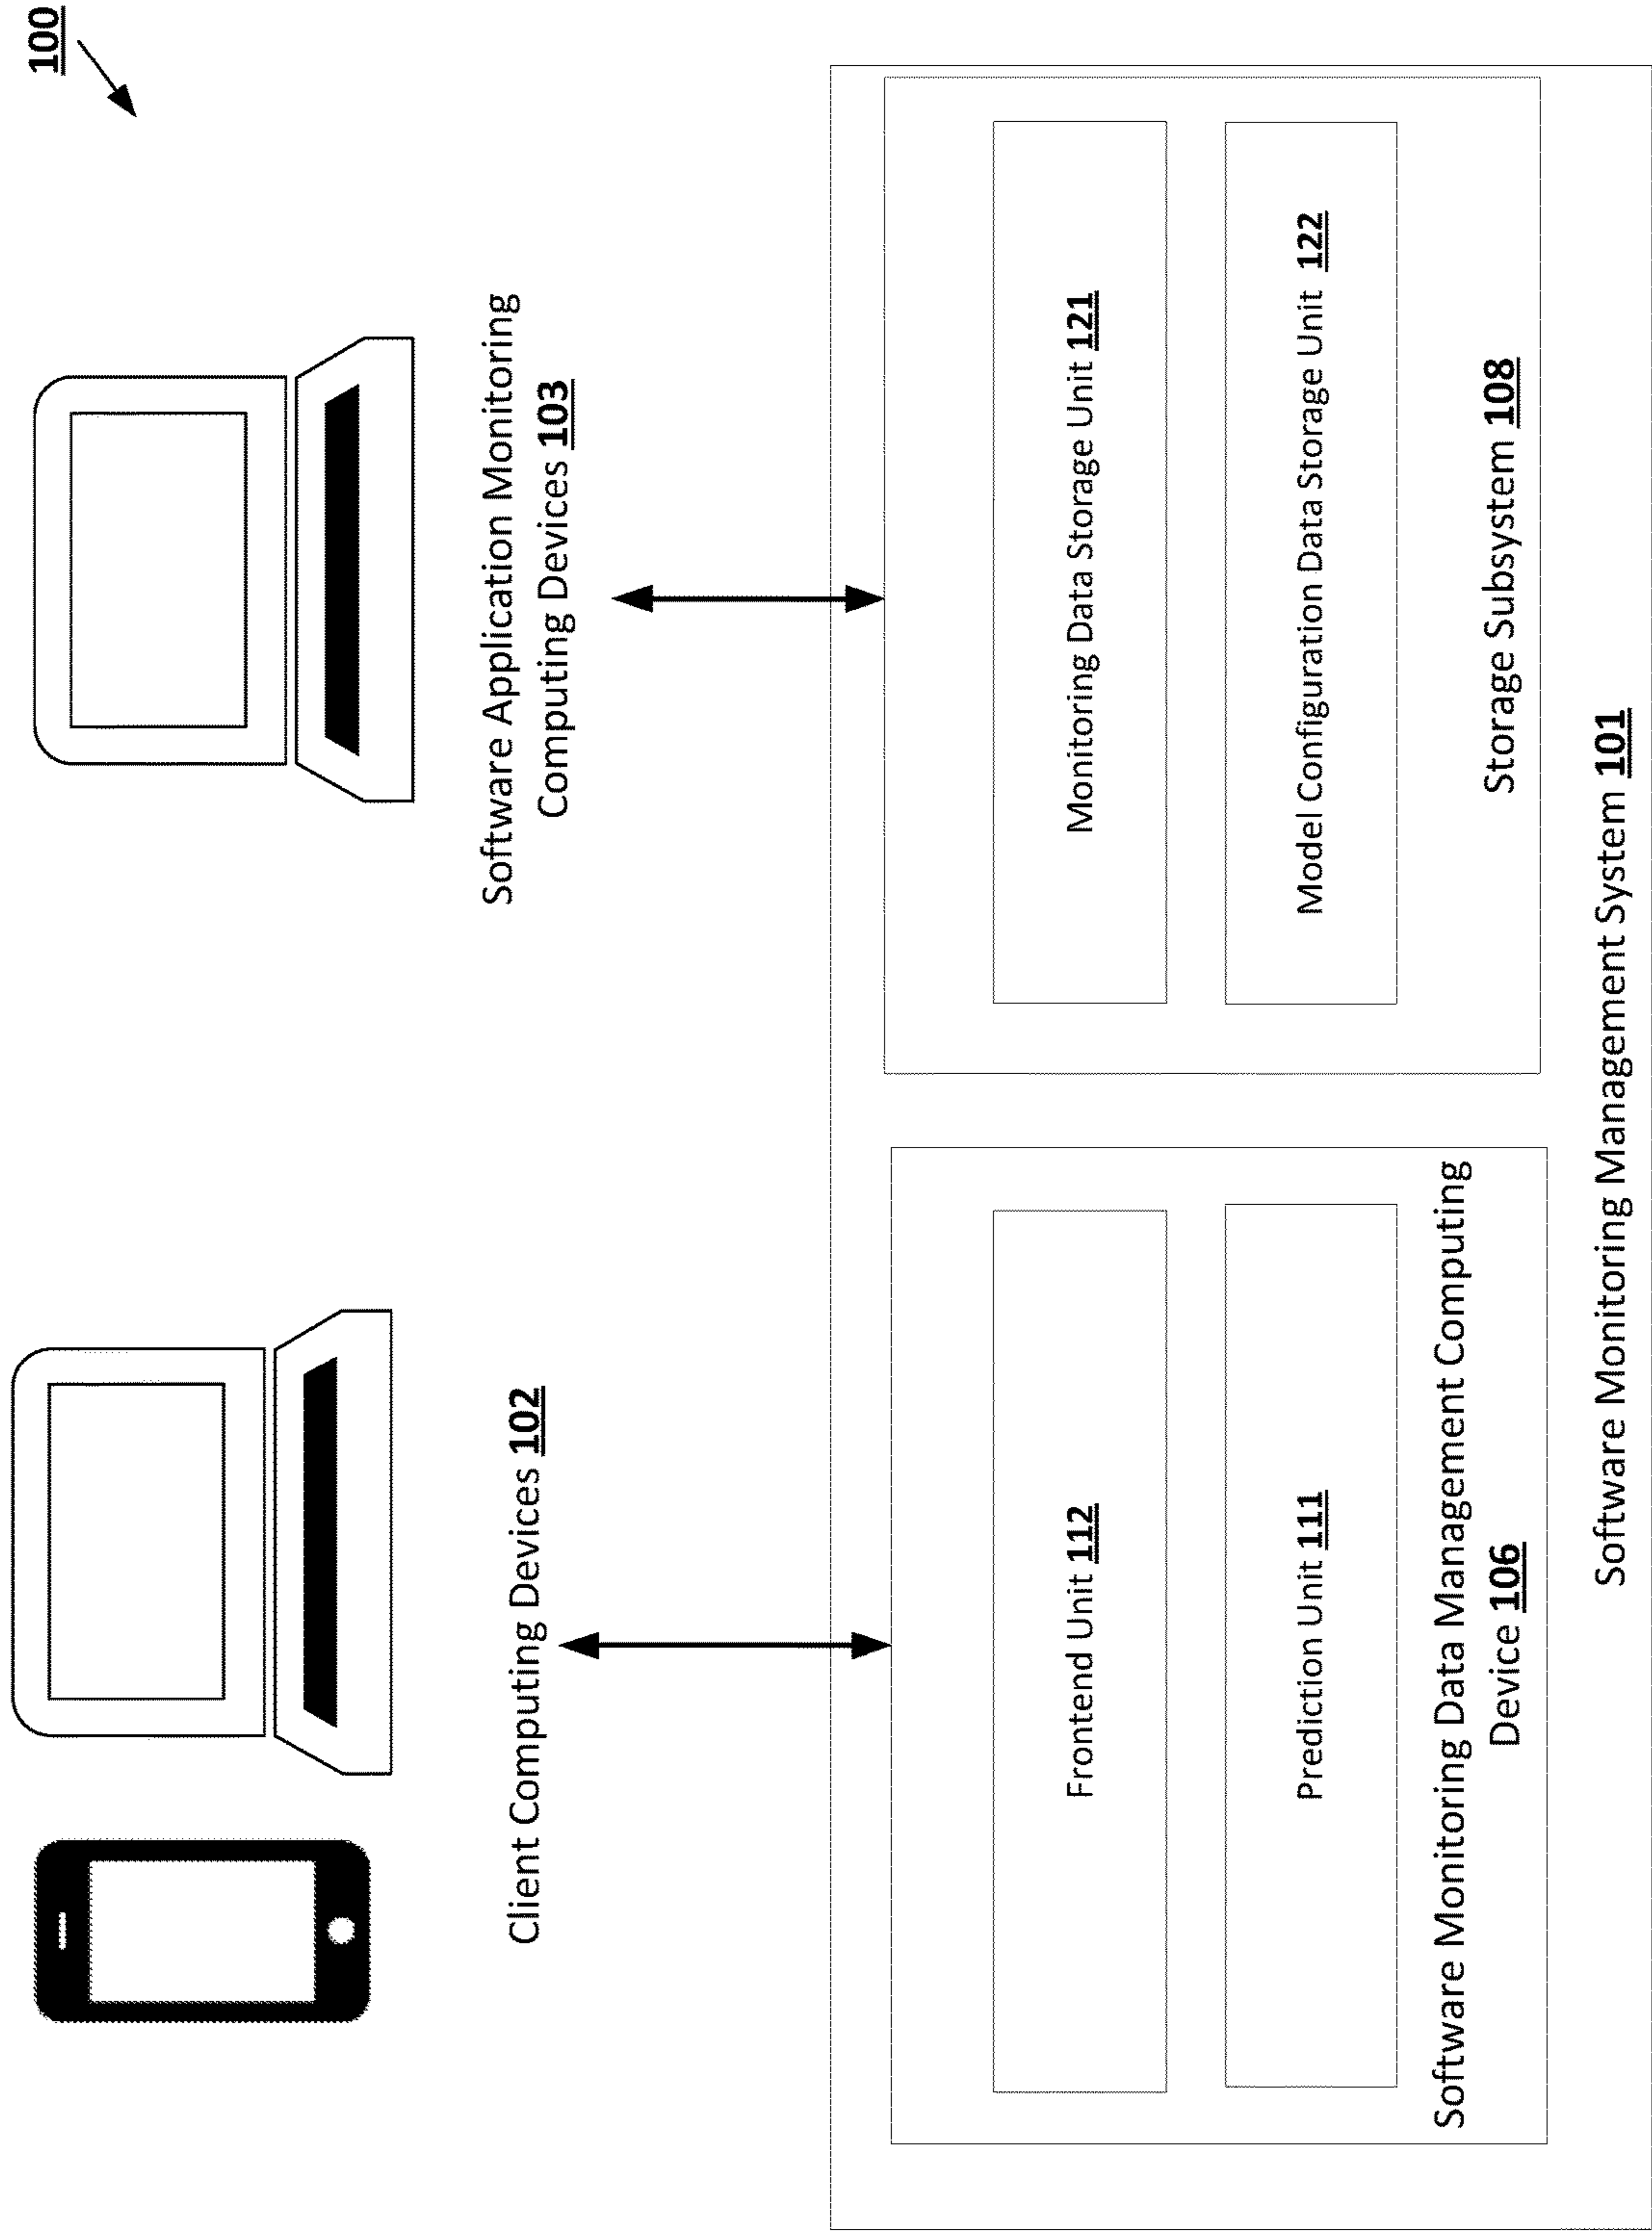 100
Client Computing Devices 102
Software Application Monitoring
Computing Devices 103
Frontend Unit 112
Prediction Unit 111
Software Monitoring Data Management Computing
Device 106
Monitoring Data Storage Unit 121
Model Configuration Data Storage Unit 122
Storage Subsystem 108
Software Monitoring Management System 101